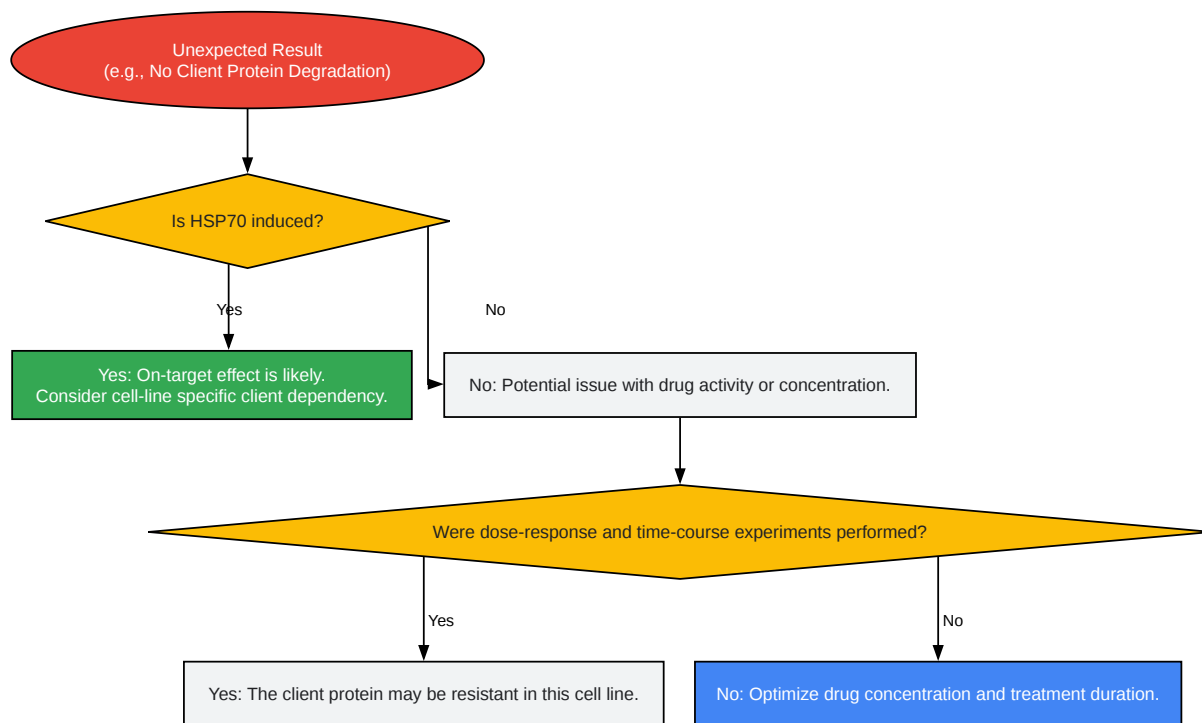 Unexpected Result
(e.g., No Client Protein Degradation)
Is HSP70 induced?
Yes
No
Yes: On-target effect is likely.
Consider cell-line specific client dependency.
No: Potential issue with drug activity or concentration.
Were dose-response and time-course experiments performed?
Yes
No
Yes: The client protein may be resistant in this cell line.
No: Optimize drug concentration and treatment duration.